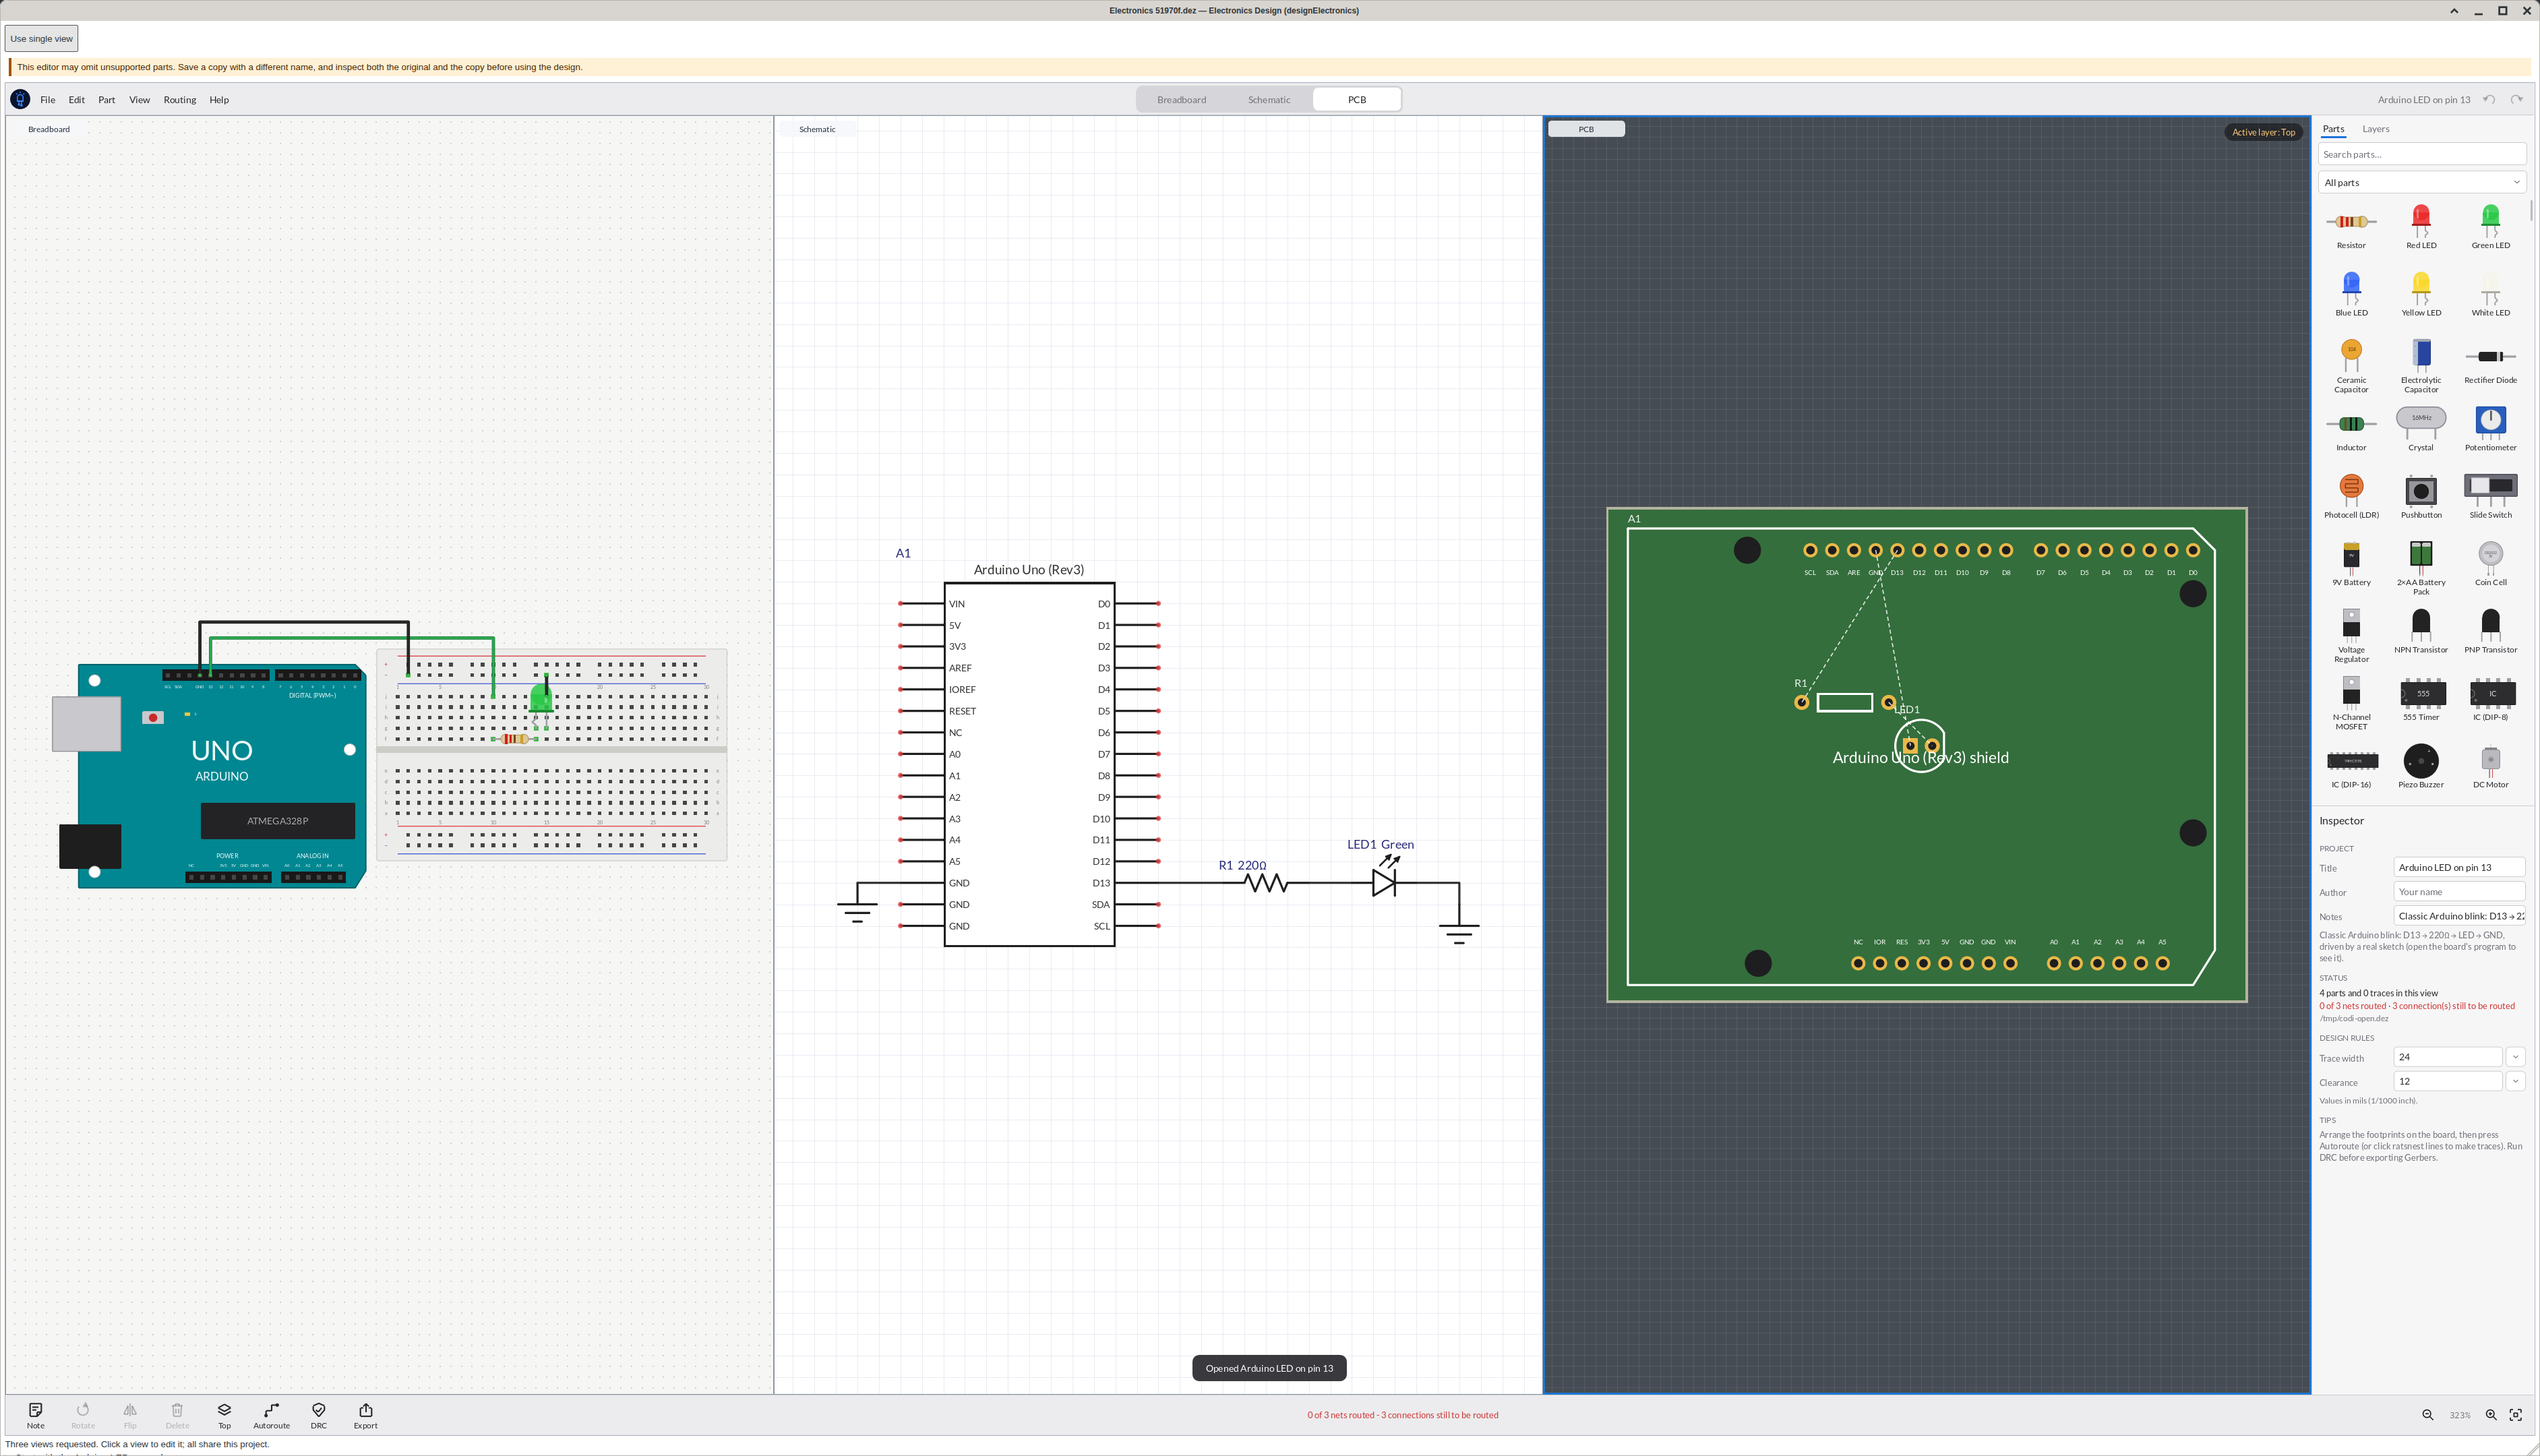 Electronics 51970f.dez — Electronics Design (designElectronics)
Use single view
This editor may omit unsupported parts. Save a copy with a different name, and inspect both the original and the copy before using the design.
File Edit Part View Routing Help
Breadboard Schematic PCB
Arduino LED on pin 13
Breadboard
UNO
ARDUINO
ATMEGA328P
DIGITAL (PWM~)
POWER
ANALOG IN
Schematic
A1
Arduino Uno (Rev3)
VIN D0
5V D1
3V3 D2
AREF D3
IOREF D4
RESET D5
NC D6
A0 D7
A1 D8
A2 D9
A3 D10
A4 D11
A5 D12
GND D13
GND SDA
GND SCL
R1 220Ω
LED1 Green
PCB
Active layer: Top
A1
SCL SDA ARE GND D13 D12 D11 D10 D9 D8 D7 D6 D5 D4 D3 D2 D1 D0
R1
LED1
Arduino Uno (Rev3) shield
NC IOR RES 3V3 5V GND GND VIN A0 A1 A2 A3 A4 A5
Parts Layers
Search parts...
All parts
Resistor Red LED Green LED
Blue LED Yellow LED White LED
Ceramic Capacitor Electrolytic Capacitor Rectifier Diode
16MHz
Inductor Crystal Potentiometer
Photocell (LDR) Pushbutton Slide Switch
9V Battery 2×AA Battery Pack Coin Cell
Voltage Regulator NPN Transistor PNP Transistor
555 IC
N-Channel MOSFET 555 Timer IC (DIP-8)
IC (DIP-16) Piezo Buzzer DC Motor
Inspector
PROJECT
Title Arduino LED on pin 13
Author Your name
Notes Classic Arduino blink: D13 → 22
Classic Arduino blink: D13 → 220Ω → LED → GND,
driven by a real sketch (open the board's program to
see it).
STATUS
4 parts and 0 traces in this view
0 of 3 nets routed · 3 connection(s) still to be routed
/tmp/codi-open.dez
DESIGN RULES
Trace width 24
Clearance 12
Values in mils (1/1000 inch).
TIPS
Arrange the footprints on the board, then press
Autoroute (or click ratsnest lines to make traces). Run
DRC before exporting Gerbers.
Opened Arduino LED on pin 13
Note Rotate Flip Delete Top Autoroute DRC Export
0 of 3 nets routed - 3 connections still to be routed
323%
Three views requested. Click a view to edit it; all share this project.